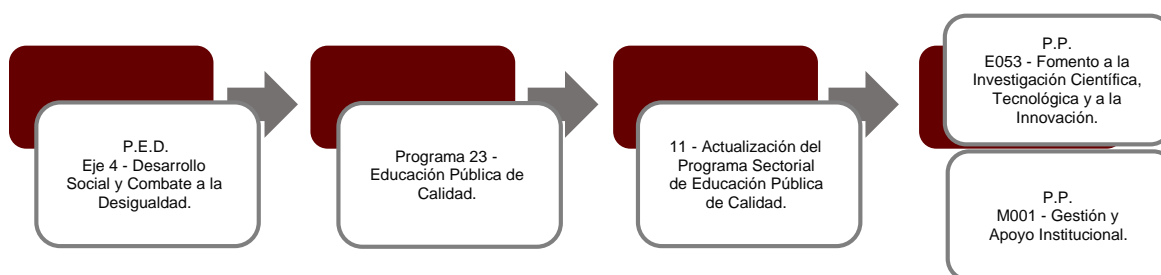 P.E.D.
Eje 4 - Desarrollo
Social y Combate a la
Desigualdad.
Programa 23 -
Educación Pública de
Calidad.
11 - Actualización del
Programa Sectorial
de Educación Pública
de Calidad.
P.P.
E053 - Fomento a la
Investigación Científica,
Tecnológica y a la
Innovación.
P.P.
M001 - Gestión y
Apoyo Institucional.